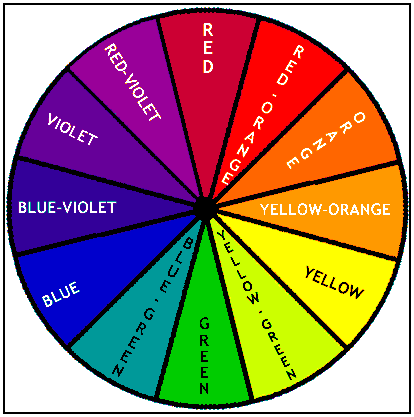 RED
RED-ORANGE
ORANGE
YELLOW-ORANGE
YELLOW
YELLOW-GREEN
GREEN
BLUE-GREEN
BLUE
BLUE-VIOLET
VIOLET
RED-VIOLET